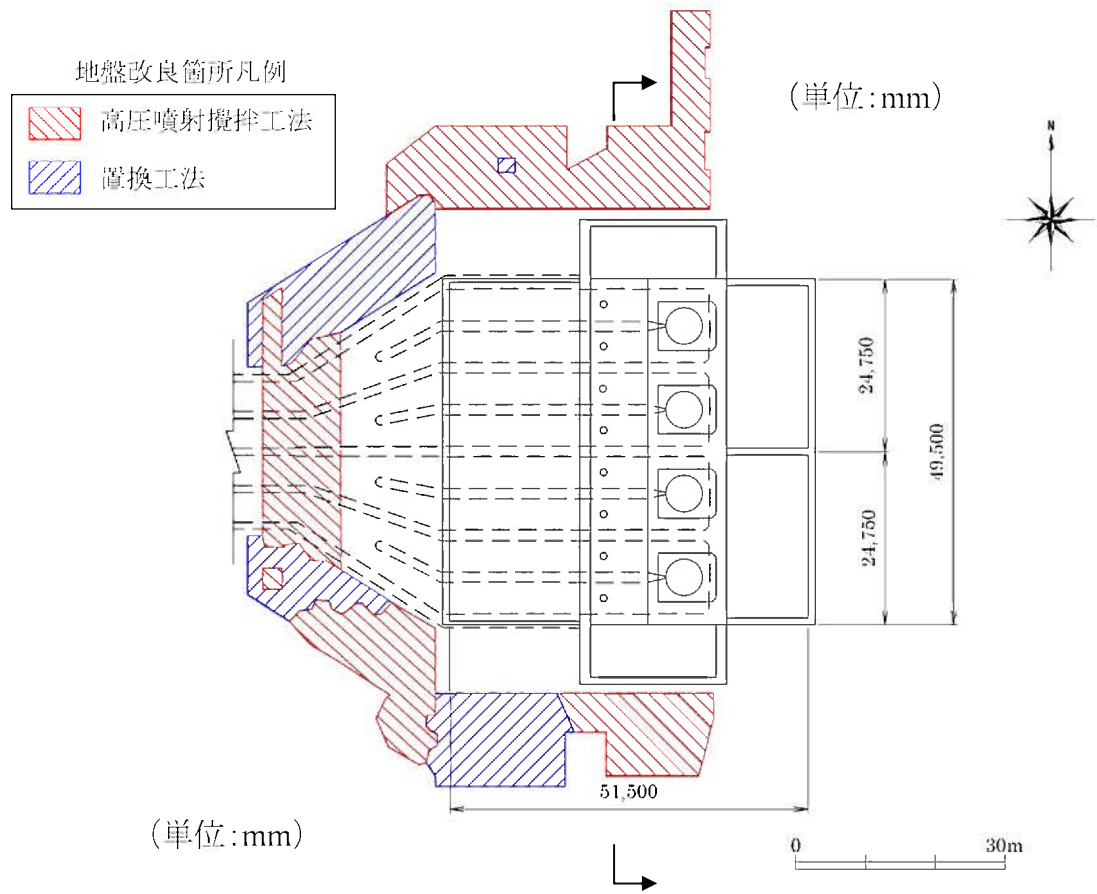 地盤改良箇所凡例
高圧噴射攪拌工法
置換工法
(単位:mm)
N
24,750
49,500
24,750
51,500
(単位:mm)
0 30m